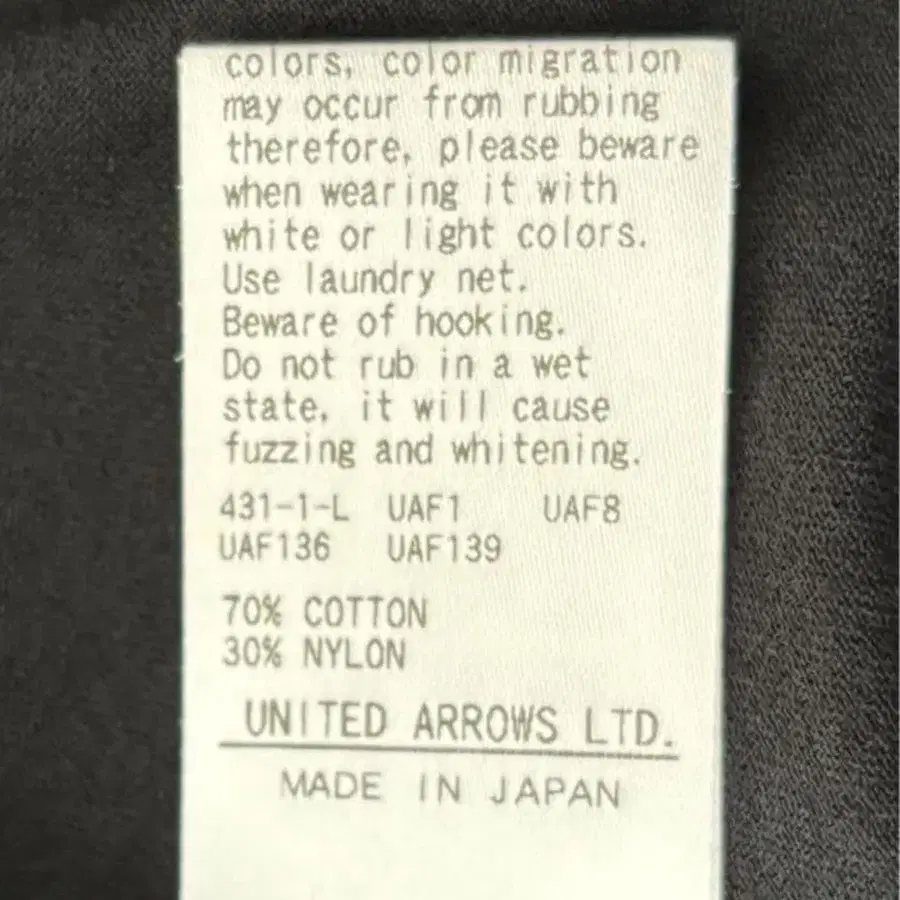 colors, color migration
may occur from rubbing
therefore, please beware
when wearing it with
white or light colors.
Use laundry net.
Beware of hooking.
Do not rub in a wet
state, it will cause
fuzzing and whitening.
431-1-L UAF1 UAF8
UAF136 UAF139
70% COTTON
30% NYLON
UNITED ARROWS LTD.
MADE IN JAPAN